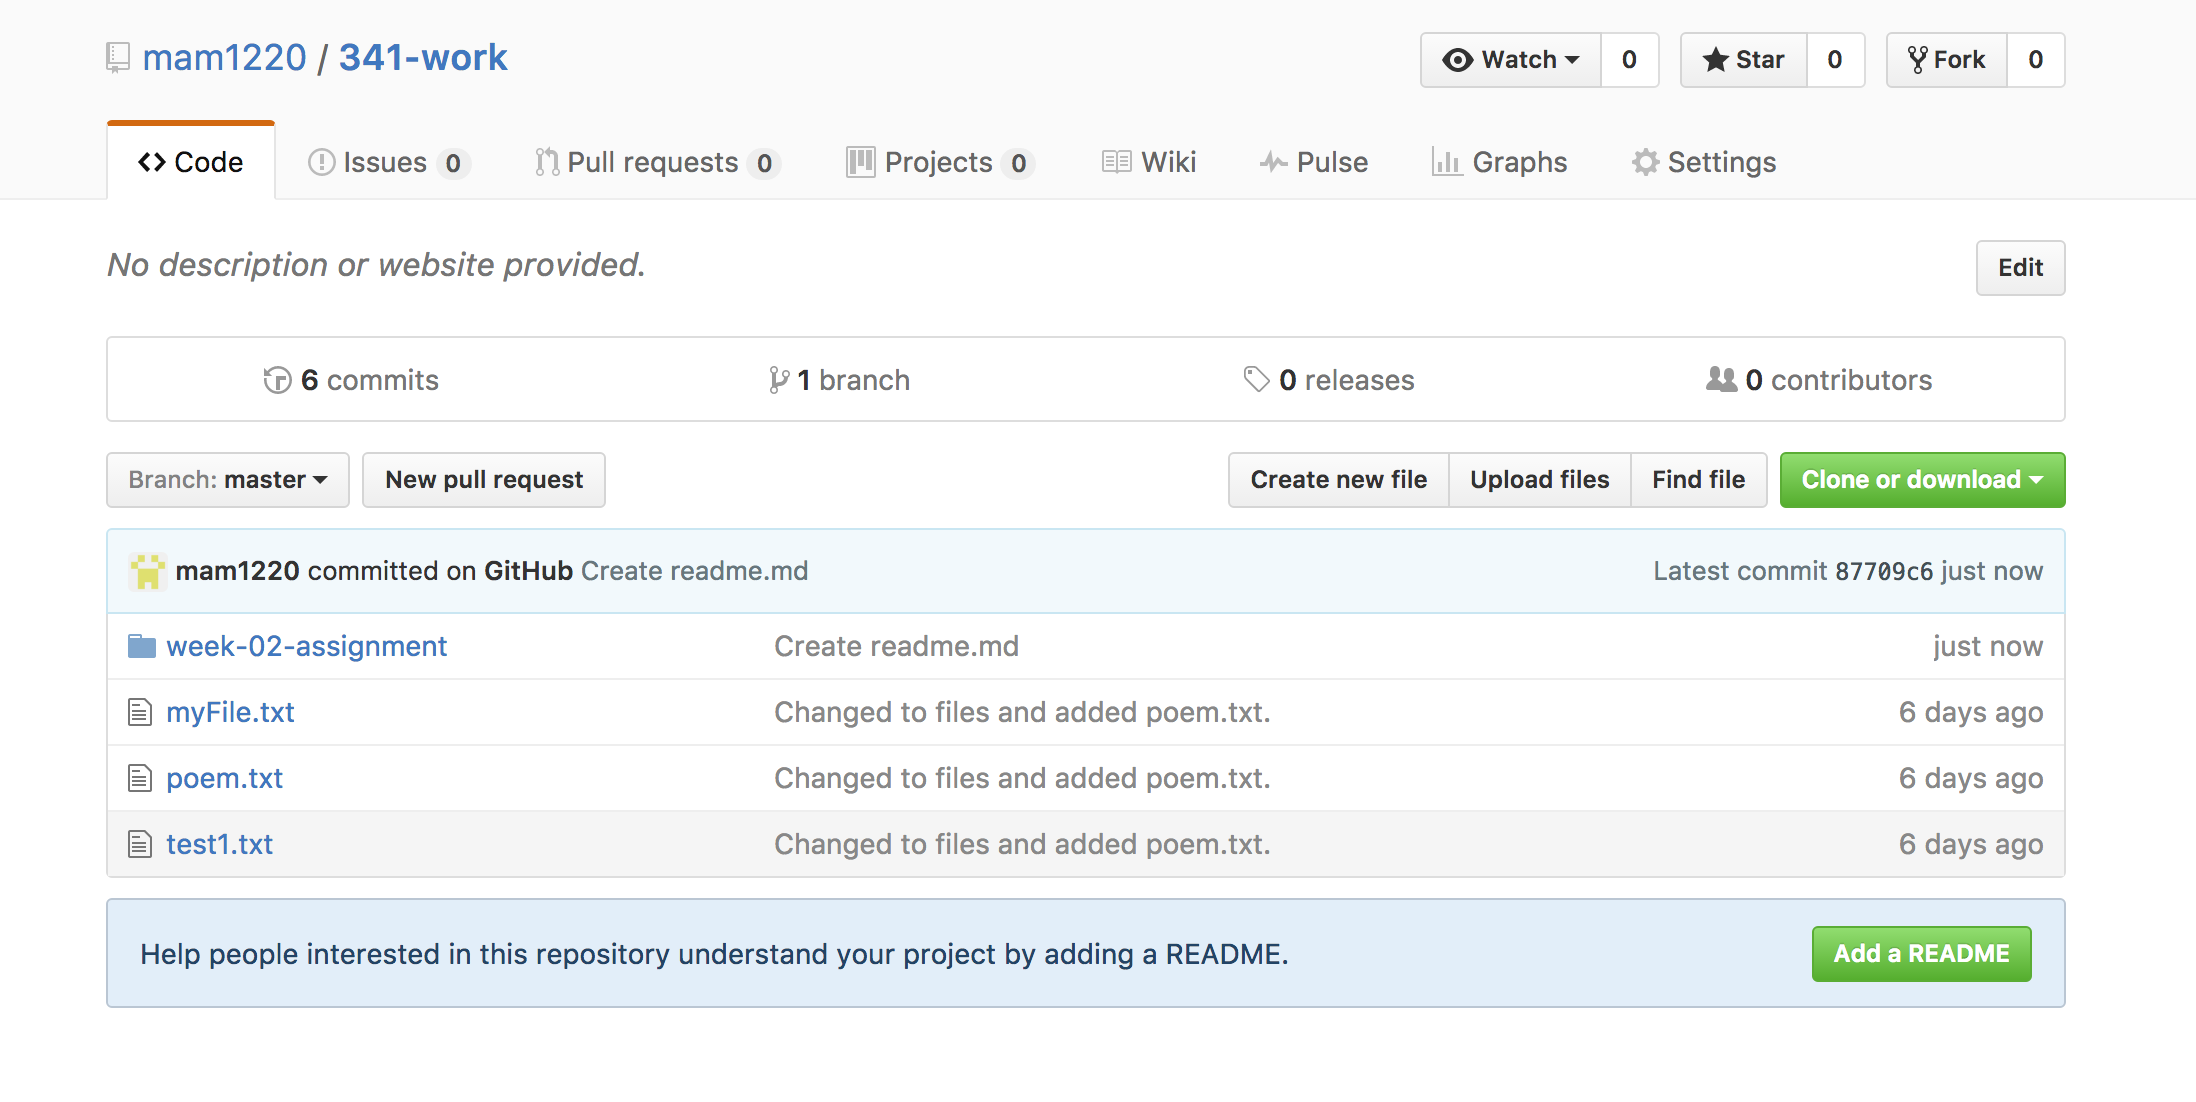 mam1220 / 341-work
Watch 0 Star 0 Fork 0
Code Issues 0 Pull requests 0 Projects 0 Wiki Pulse Graphs Settings
No description or website provided.
Edit
6 commits 1 branch 0 releases 0 contributors
Branch: master New pull request Create new file Upload files Find file Clone or download
mam1220 committed on GitHub Create readme.md Latest commit 87709c6 just now
week-02-assignment Create readme.md just now
myFile.txt Changed to files and added poem.txt. 6 days ago
poem.txt Changed to files and added poem.txt. 6 days ago
test1.txt Changed to files and added poem.txt. 6 days ago
Help people interested in this repository understand your project by adding a README. Add a README